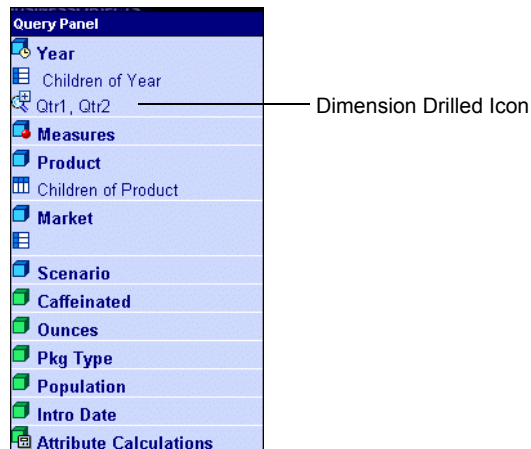 Query Panel
Year
Children of Year
Qtr1, Qtr2
Dimension Drilled Icon
Measures
Product
Children of Product
Market
Scenario
Caffeinated
Ounces
Pkg Type
Population
Intro Date
Attribute Calculations